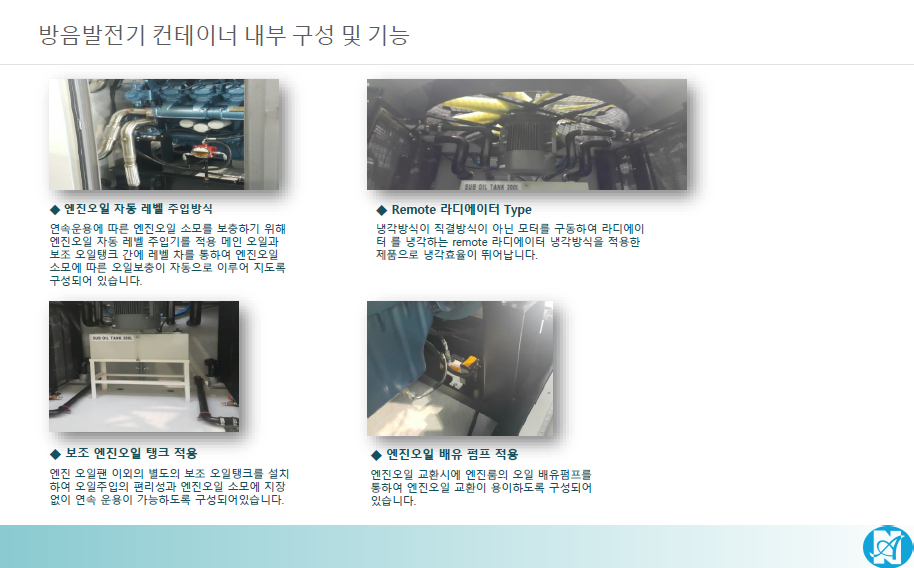 방음발전기 컨테이너 내부 구성 및 기능
SUB OIL TANK 200L
◆ 엔진오일 자동 레벨 주입방식
연속운용에 따른 엔진오일 소모를 보충하기 위해
엔진오일 자동 레벨 주입기를 적용 메인 오일과
보조 오일탱크 간에 레벨 차를 통하여 엔진오일
소모에 따른 오일보충이 자동으로 이루어 지도록
구성되어 있습니다.
◆ Remote 라디에이터 Type
냉각방식이 직결방식이 아닌 모터를 구동하여 라디에이
터 를 냉각하는 remote 라디에이터 냉각방식을 적용한
제품으로 냉각효율이 뛰어납니다.
SUB OIL TANK 200L
◆ 보조 엔진오일 탱크 적용
엔진 오일팬 이외의 별도의 보조 오일탱크를 설치
하여 오일주입의 편리성과 엔진오일 소모에 지장
없이 연속 운용이 가능하도록 구성되어있습니다.
◆ 엔진오일 배유 펌프 적용
엔진오일 교환시에 엔진룸의 오일 배유펌프를
통하여 엔진오일 교환이 용이하도록 구성되어
있습니다.